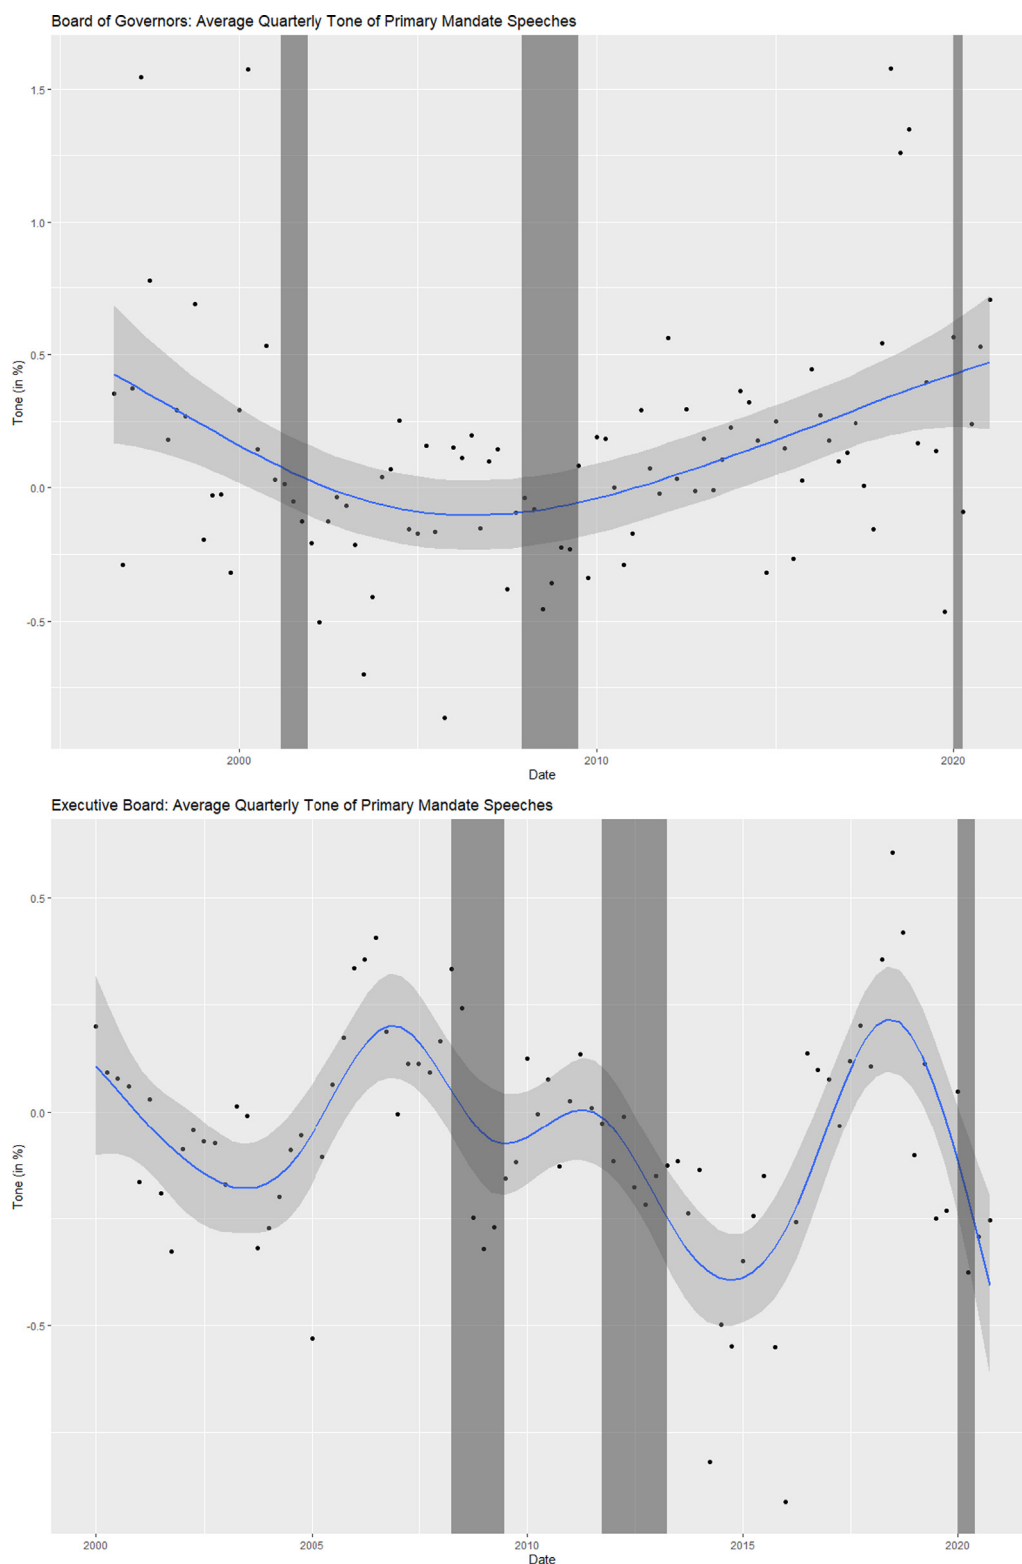 Board of Governors: Average Quarterly Tone of Primary Mandate Speeches
1.5
1.0
0.5
0.0
-0.5
Tone (in %)
2000 2010 2020
Date
Executive Board: Average Quarterly Tone of Primary Mandate Speeches
0.5
0.0
-0.5
Tone (in %)
2000 2005 2010 2015 2020
Date